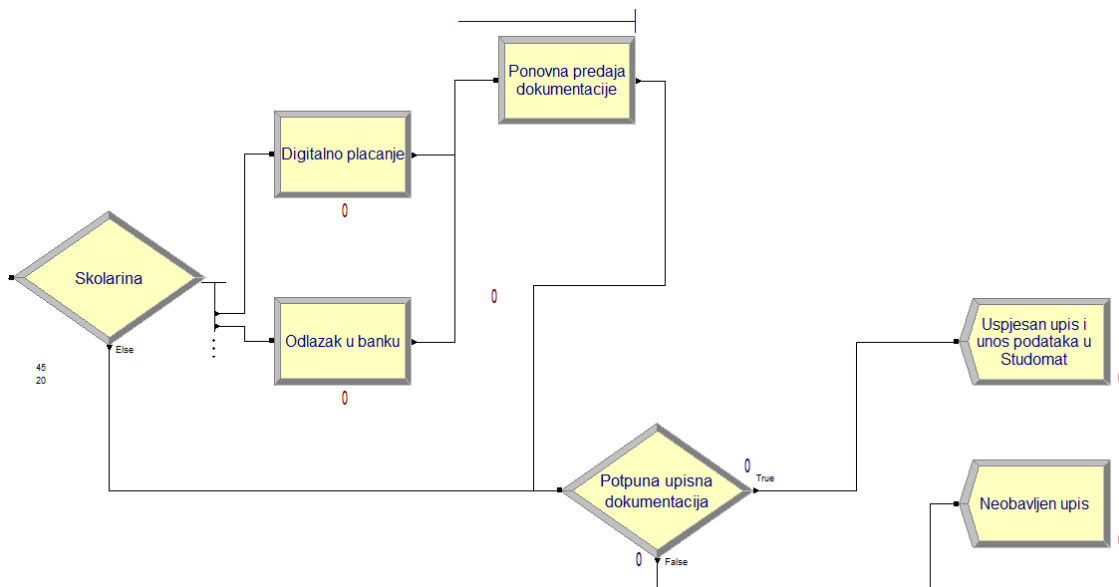 Ponovna predaja
dokumentacije
Digitalno placanje
0
Skolarina
Else
45
20
Odlazak u banku
0
0
Uspjesan upis i
unos podataka u
Studomat
Potpuna upisna
dokumentacija
0
True
0
False
Neobavljen upis